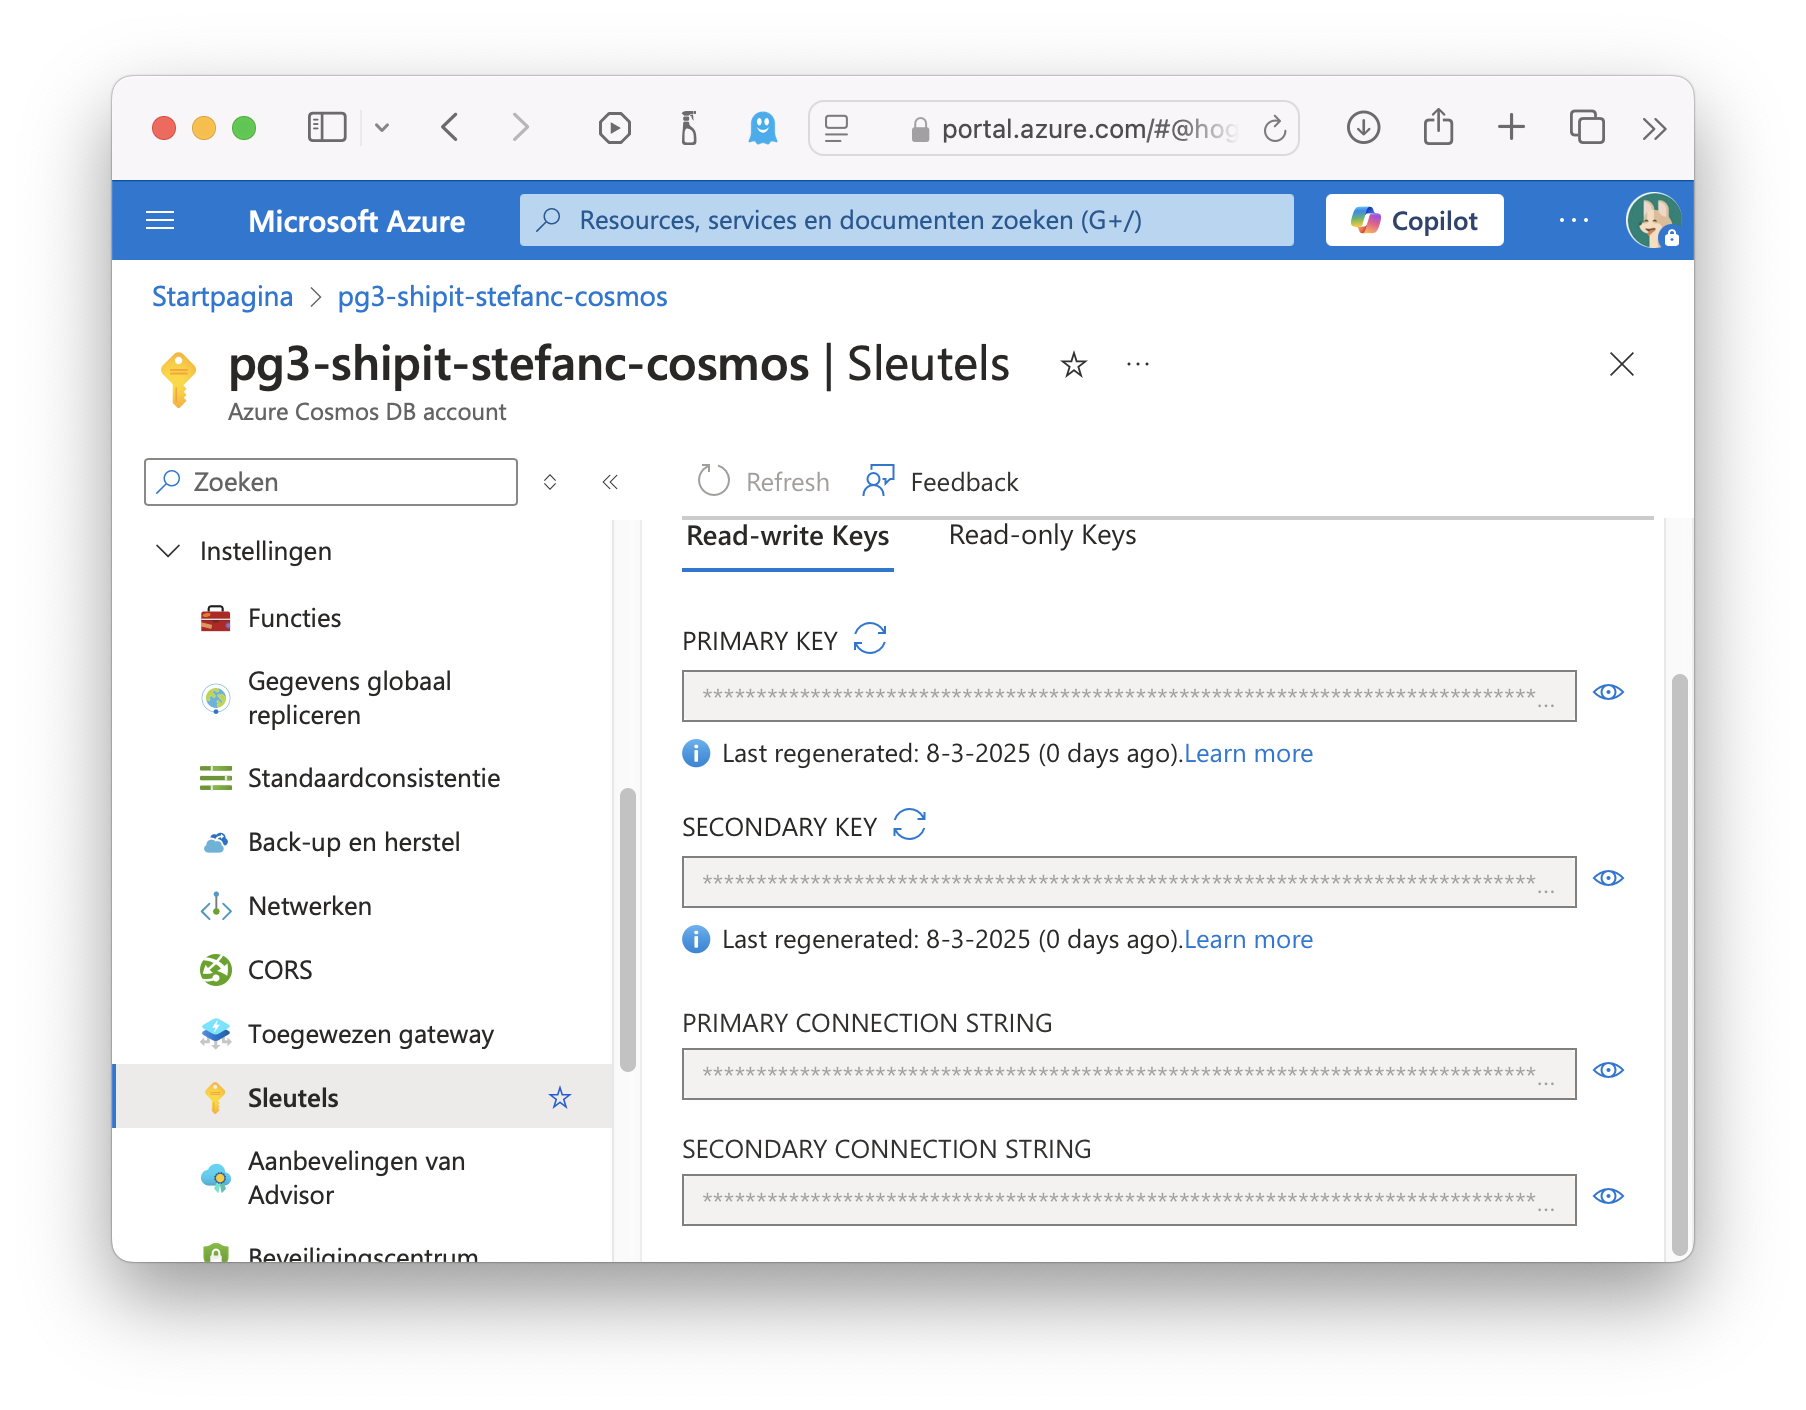 portal.azure.com/#@hog
Microsoft Azure
Resources, services en documenten zoeken (G+/)
Copilot
...
Startpagina > pg3-shipit-stefanc-cosmos
pg3-shipit-stefanc-cosmos | Sleutels
...
Azure Cosmos DB account
Zoeken
Refresh
Feedback
Instellingen
Functies
Gegevens globaal
repliceren
Standaardconsistentie
Back-up en herstel
Netwerken
CORS
Toegewezen gateway
Sleutels
Aanbevelingen van
Advisor
Beveiligingscentrum
Read-write Keys
Read-only Keys
PRIMARY KEY
******************************************************************************...
Last regenerated: 8-3-2025 (0 days ago).Learn more
SECONDARY KEY
******************************************************************************...
Last regenerated: 8-3-2025 (0 days ago).Learn more
PRIMARY CONNECTION STRING
******************************************************************************...
SECONDARY CONNECTION STRING
******************************************************************************...